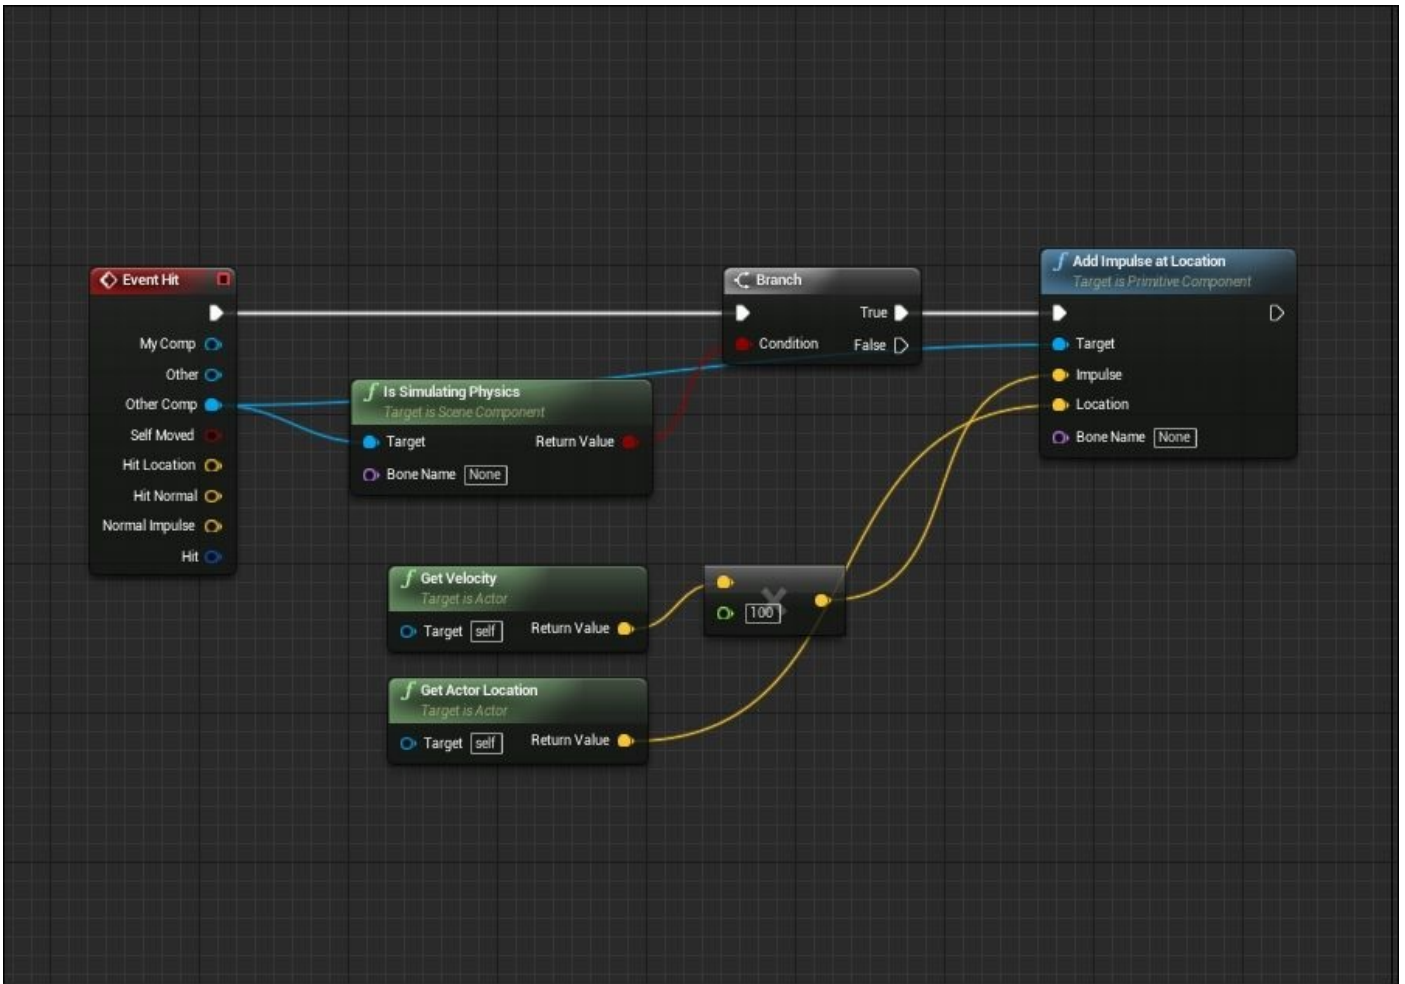 Event Hit
My Comp
Other
Other Comp
Self Moved
Hit Location
Hit Normal
Normal Impulse
Hit
Is Simulating Physics
Target is Scene Component
Target Return Value
Bone Name None
Get Velocity
Target is Actor
Target self Return Value
Get Actor Location
Target is Actor
Target self Return Value
100
Branch
True
Condition False
Add Impulse at Location
Target is Primitive Component
Target
Impulse
Location
Bone Name None